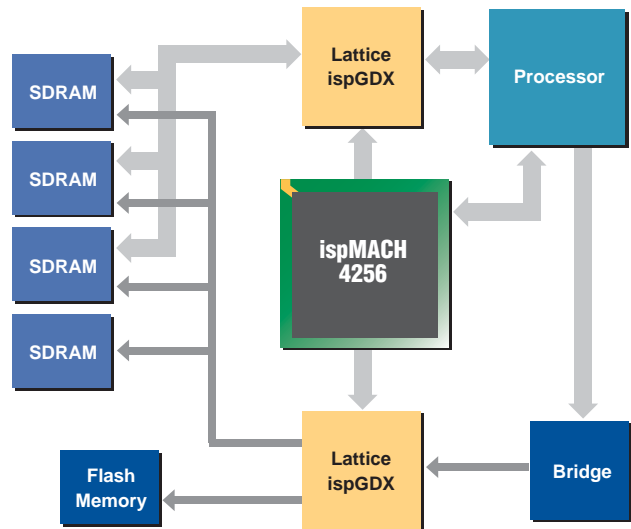 Lattice
ispGDX
Processor
SDRAM
SDRAM
SDRAM
SDRAM
ispMACH
4256
Lattice
ispGDX
Flash
Memory
Bridge